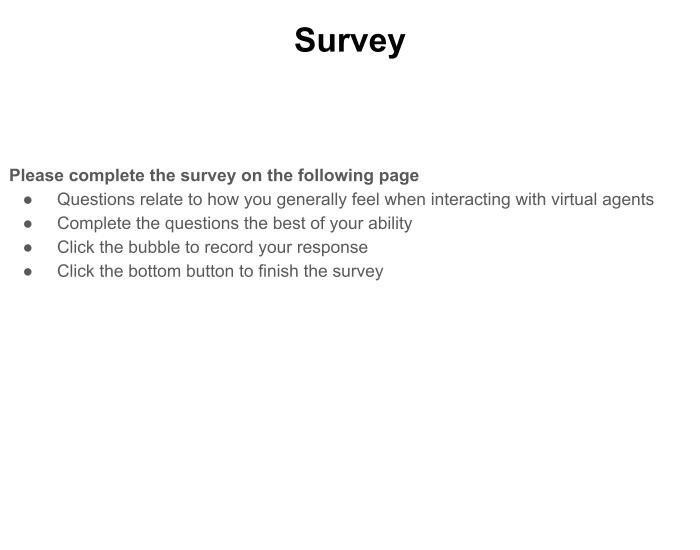 Survey
Please complete the survey on the following page
● Questions relate to how you generally feel when interacting with virtual agents
● Complete the questions the best of your ability
● Click the bubble to record your response
● Click the bottom button to finish the survey